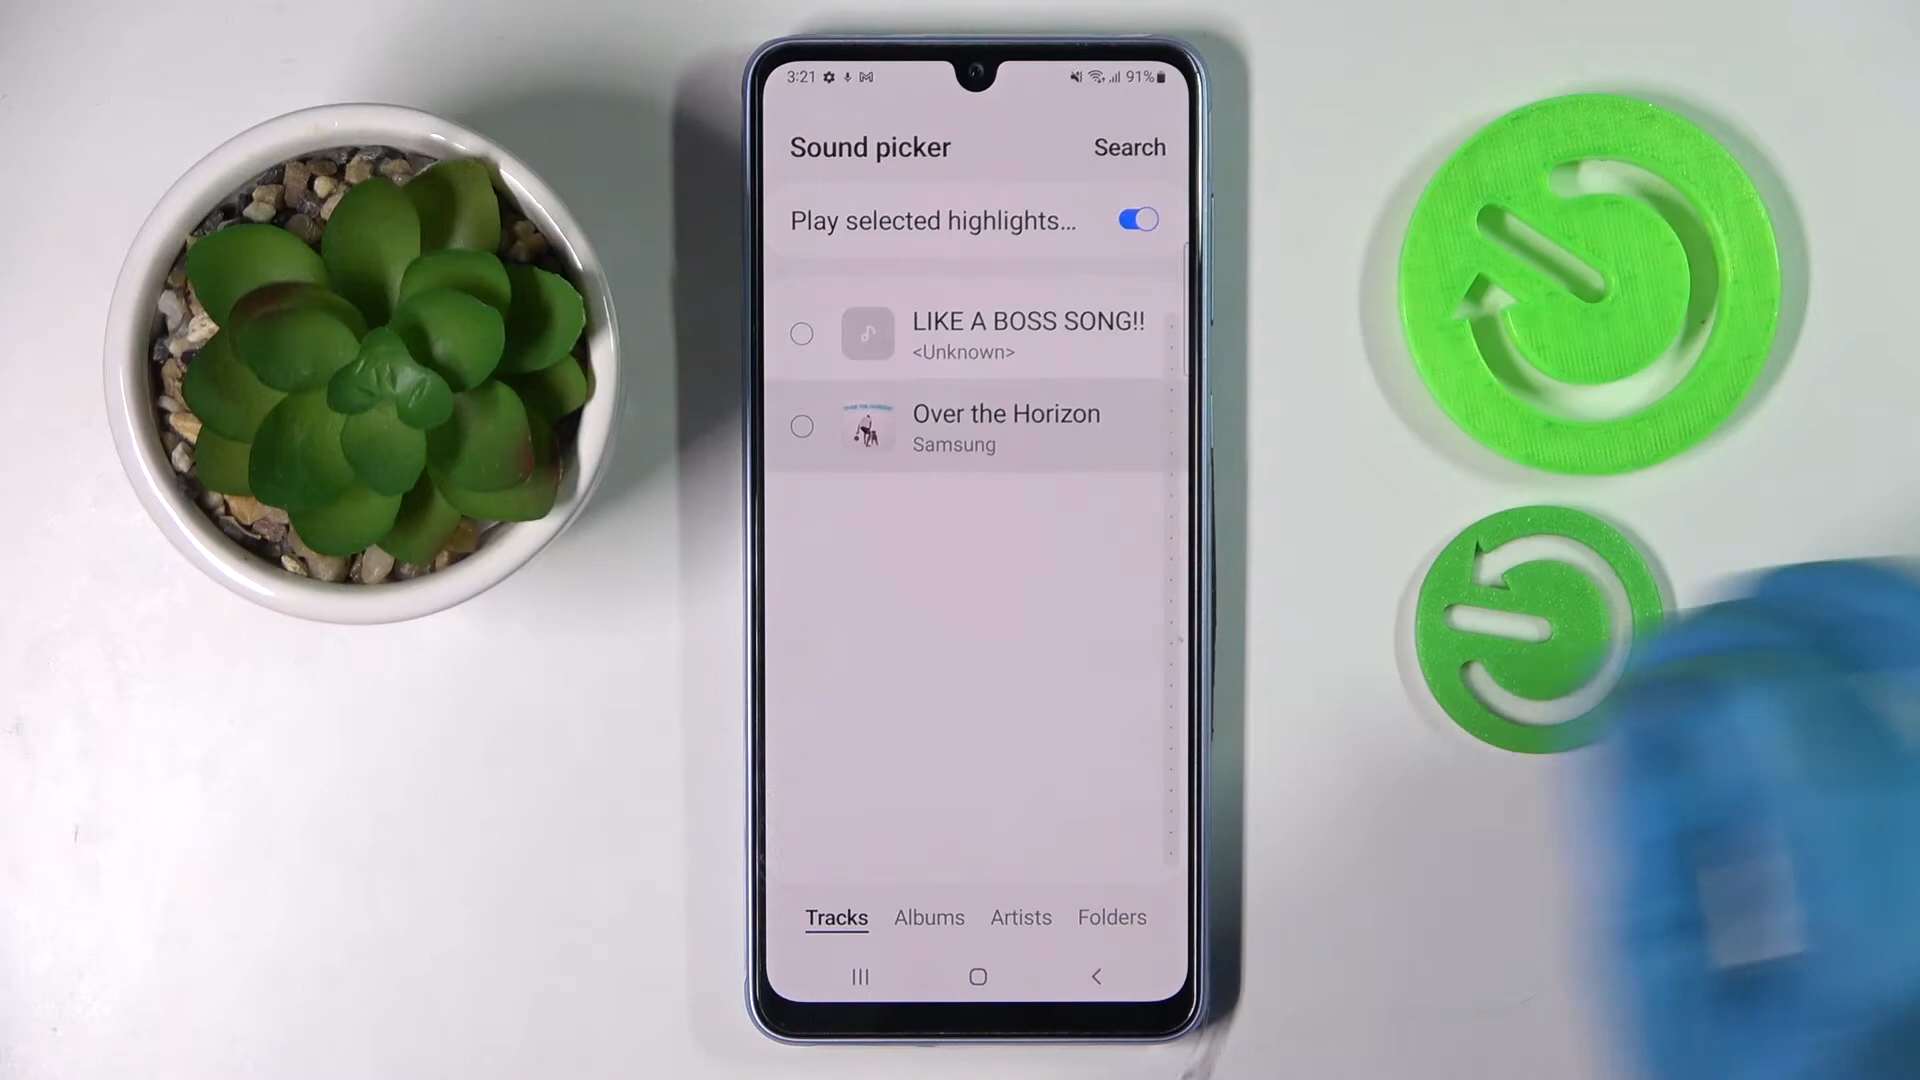 3:21 91%
Sound picker Search
Play selected highlights...
LIKE A BOSS SONG!!
<Unknown>
Over the Horizon
Samsung
Tracks Albums Artists Folders